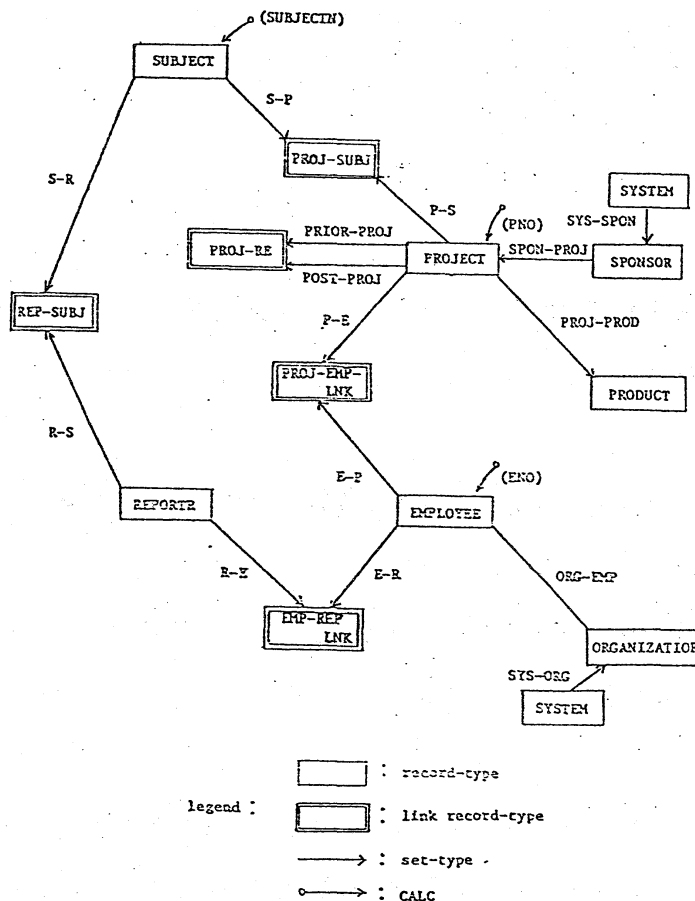 (SUBJECTN)
SUBJECT
S-P
PROJ-SUBJ
S-R
SYSTEM
P-S
SYS-SPON
(PNO)
PRIOR-PROJ
SPON-PROJ
PROJ-RE
PROJECT
SPONSOR
POST-PROJ
REP-SUBJ
P-E
PROJ-PROD
PROJ-EMP-
LNK
PRODUCT
R-S
E-P
(ENO)
REPORTR
EMPLOYEE
R-E
E-R
ORG-EMP
EMP-REP
LNK
ORGANIZATION
SYS-ORG
SYSTEM
: record-type
legend :
: link record-type
: set-type
: CALC